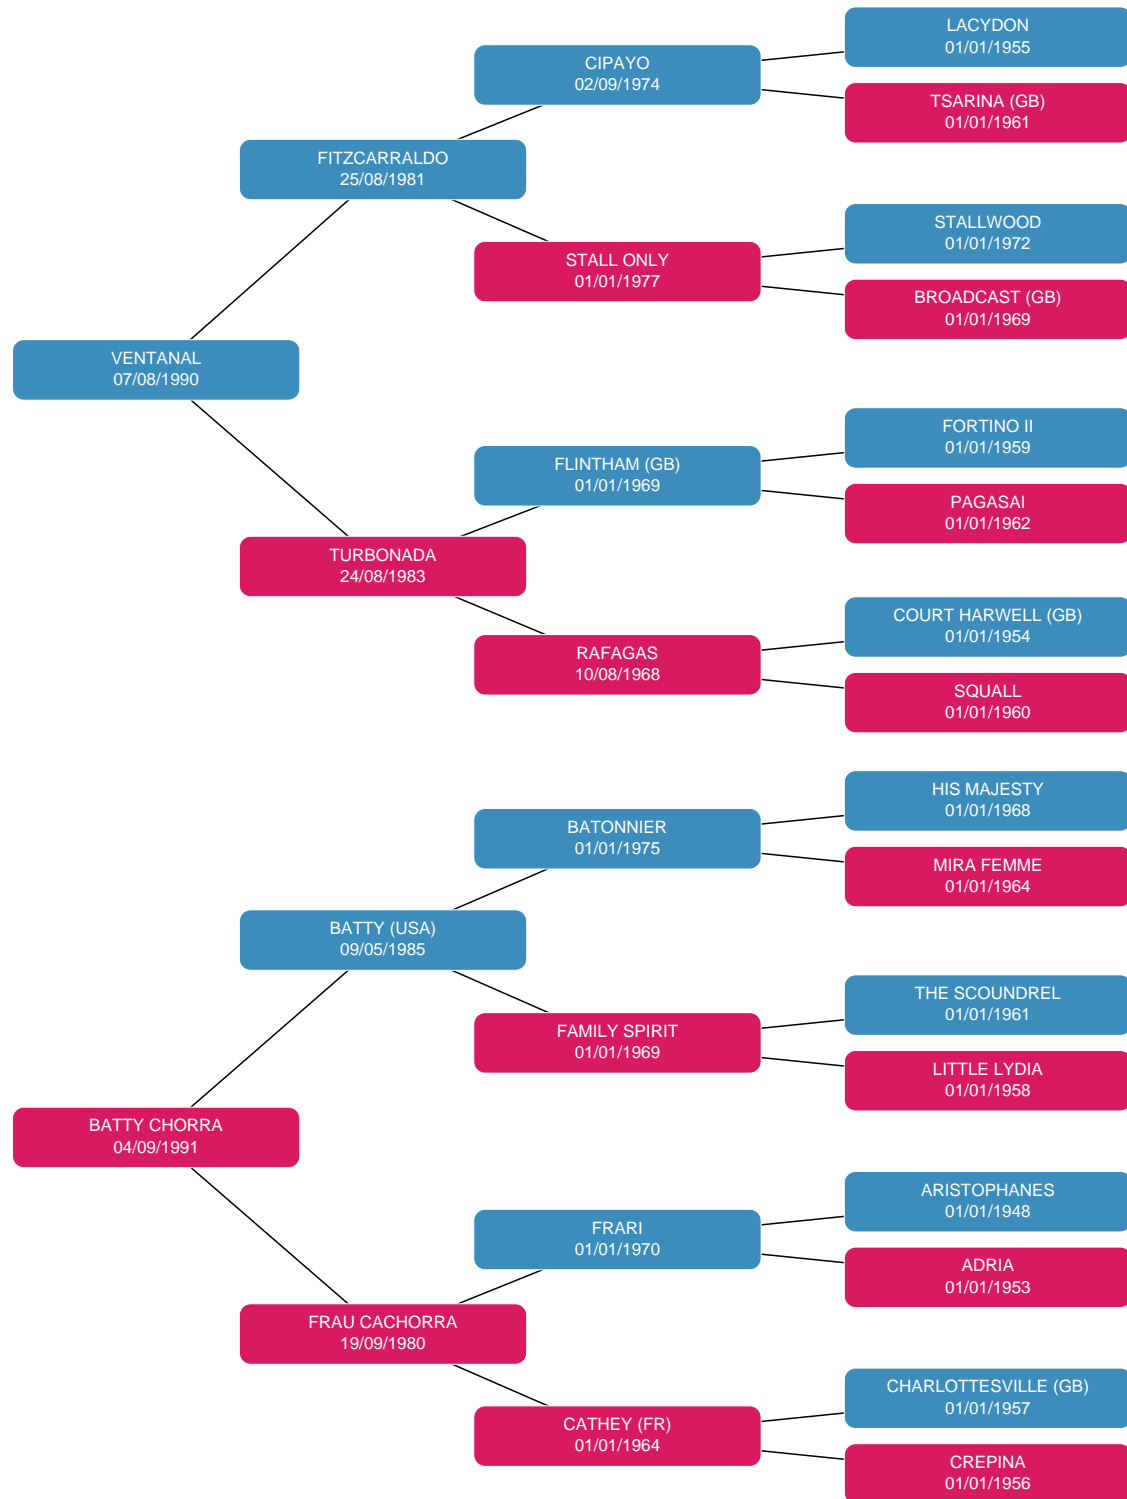 LACYDON
01/01/1955
CIPAYO
02/09/1974
TSARINA (GB)
01/01/1961
FITZCARRALDO
25/08/1981
STALLWOOD
01/01/1972
STALL ONLY
01/01/1977
BROADCAST (GB)
01/01/1969
VENTANAL
07/08/1990
FORTINO II
01/01/1959
FLINTHAM (GB)
01/01/1969
PAGASAI
01/01/1962
TURBONADA
24/08/1983
COURT HARWELL (GB)
01/01/1954
RAFAGAS
10/08/1968
SQUALL
01/01/1960
HIS MAJESTY
01/01/1968
BATONNIER
01/01/1975
MIRA FEMME
01/01/1964
BATTY (USA)
09/05/1985
THE SCOUNDREL
01/01/1961
FAMILY SPIRIT
01/01/1969
LITTLE LYDIA
01/01/1958
BATTY CHORRA
04/09/1991
ARISTOPHANES
01/01/1948
FRARI
01/01/1970
ADRIA
01/01/1953
FRAU CACHORRA
19/09/1980
CHARLOTTESVILLE (GB)
01/01/1957
CATHEY (FR)
01/01/1964
CREPINA
01/01/1956